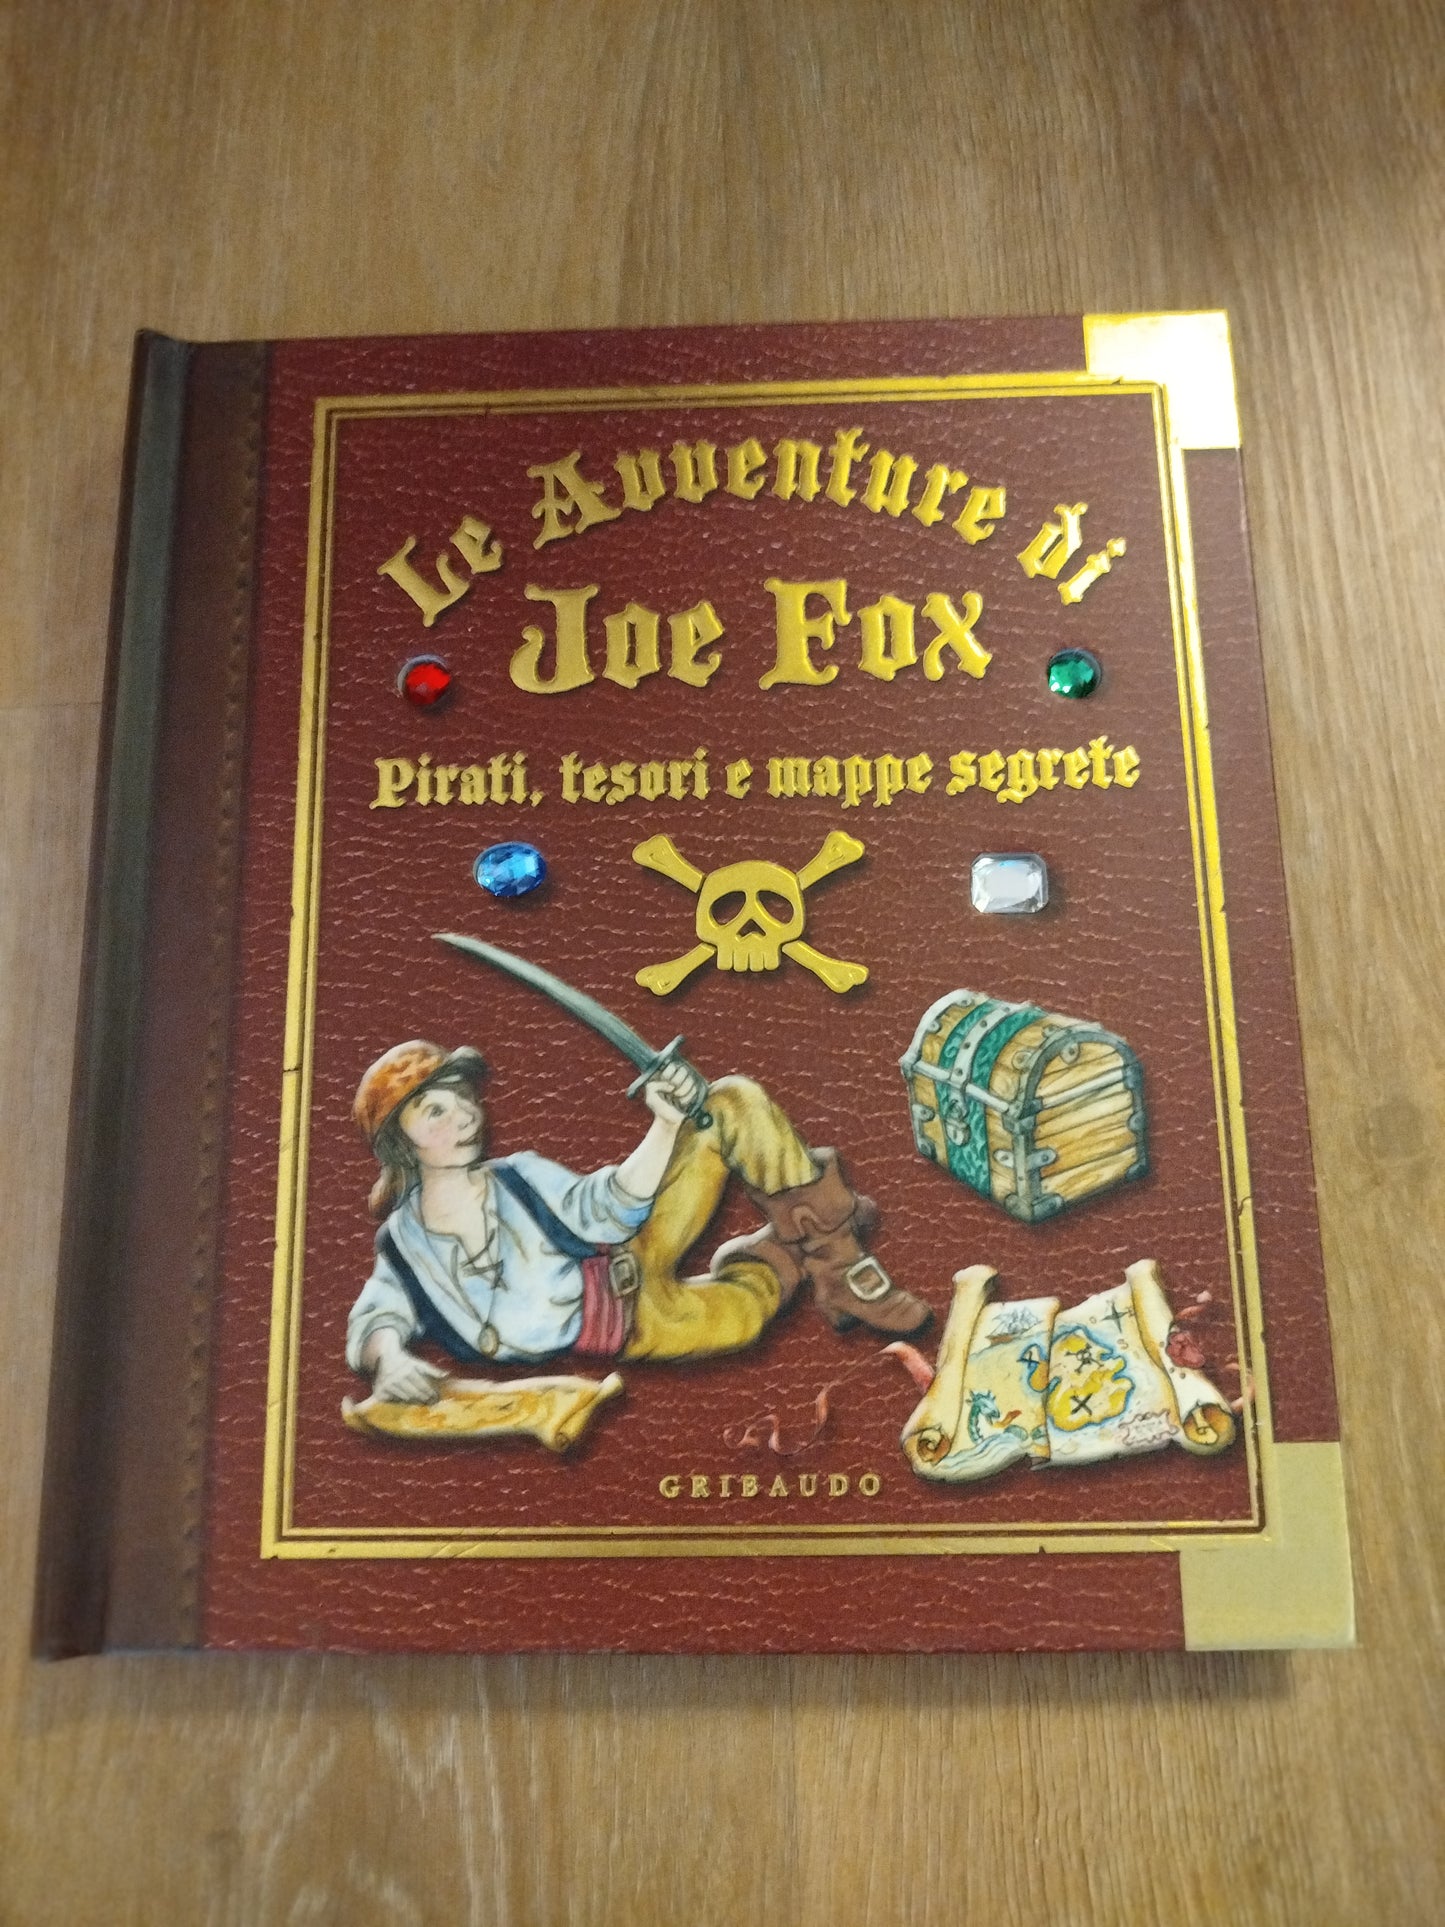 Le Avventure di
Joe Fox
Pirati, tesori e mappe segrete
GRIBAUDO